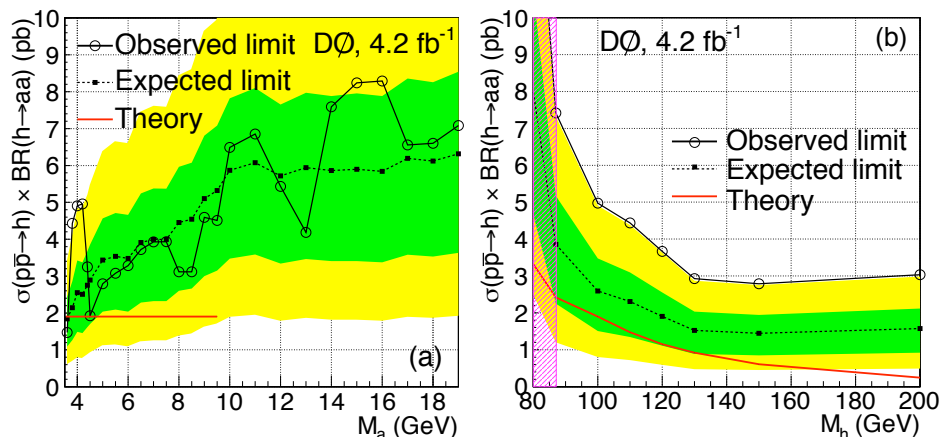 σ(pp̅→h) × BR(h→aa) (pb)
10
9
8
7
6
5
4
3
2
1
0
Observed limit
Expected limit
Theory
DØ, 4.2 fb⁻¹
(a)
4 6 8 10 12 14 16 18
Mₐ (GeV)
σ(pp̅→h) × BR(h→aa) (pb)
10
9
8
7
6
5
4
3
2
1
0
DØ, 4.2 fb⁻¹
(b)
Observed limit
Expected limit
Theory
80 100 120 140 160 180 200
Mₕ (GeV)